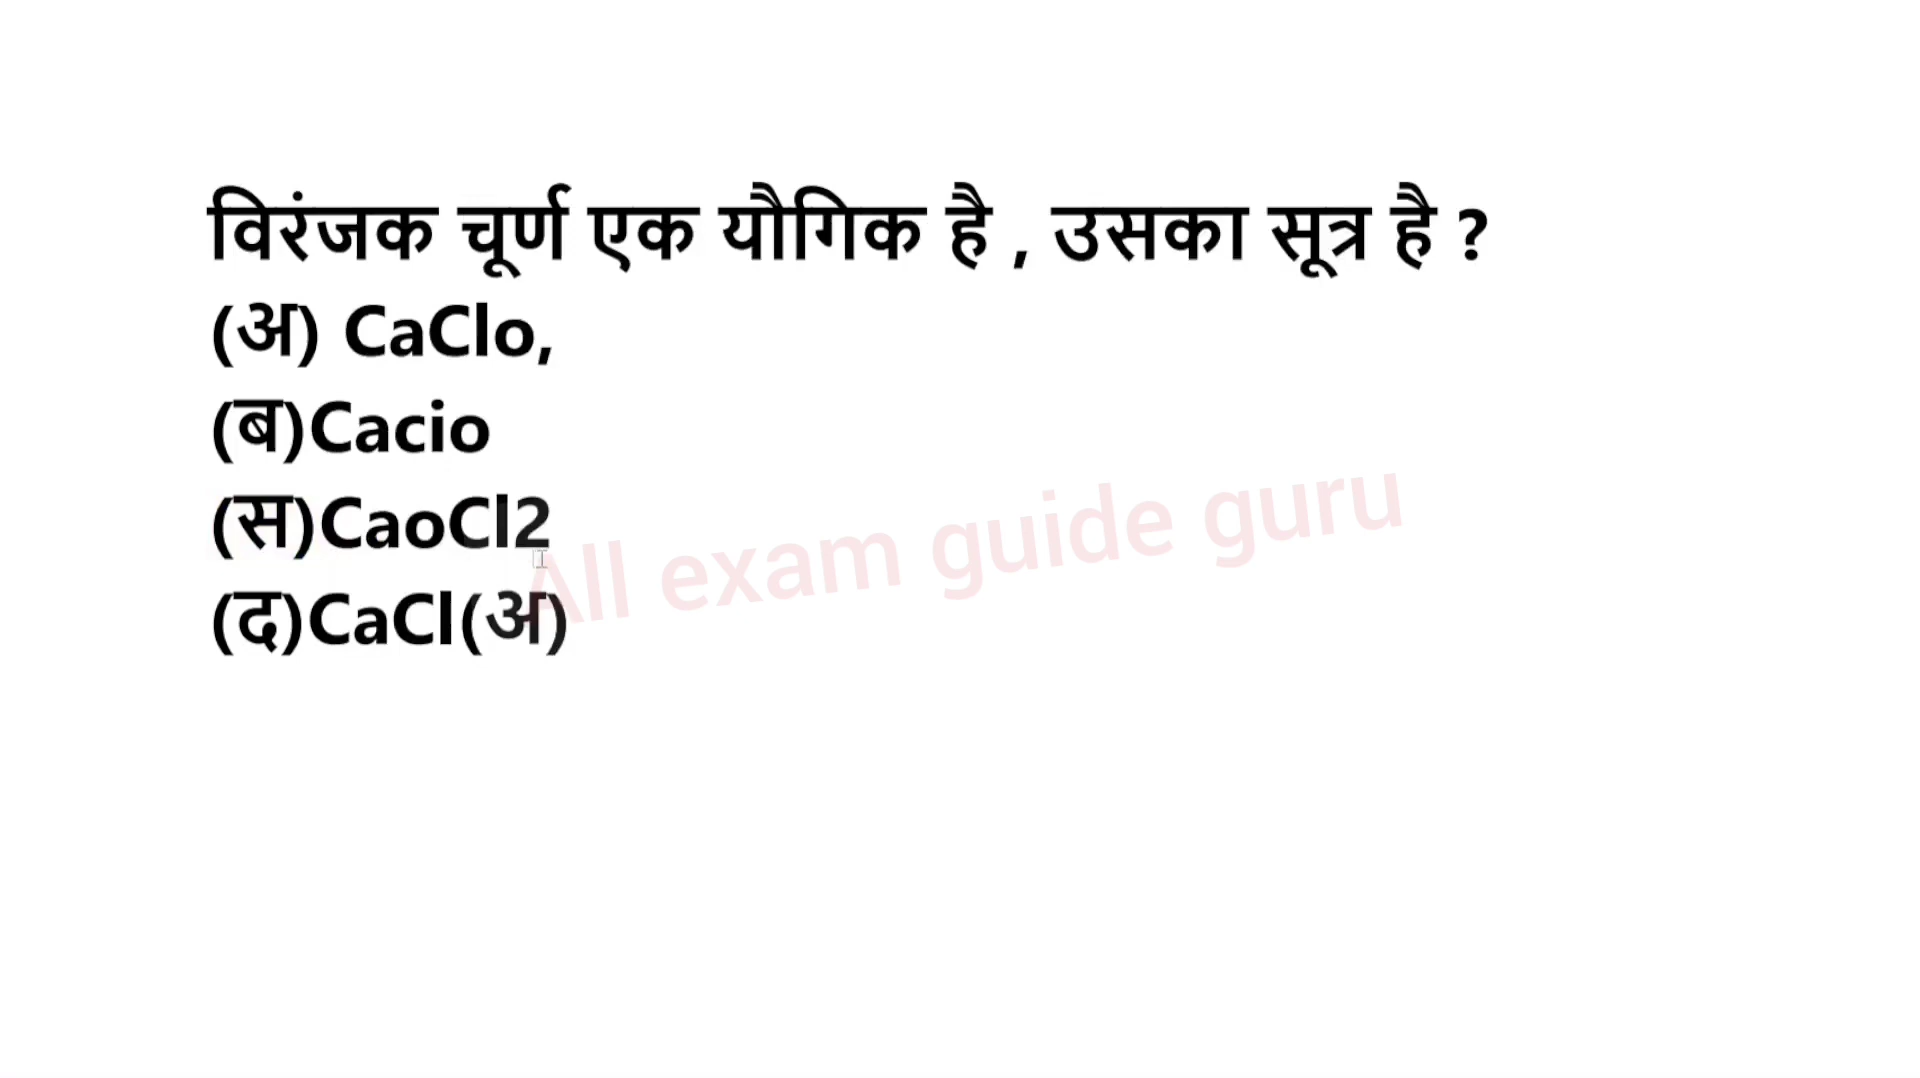 विरंजक चूर्ण एक यौगिक है , उसका सूत्र है ?
(अ) CaClo,
(ब)Cacio
(स)CaoCl2
(द)CaCl(अ)
All exam guide guru